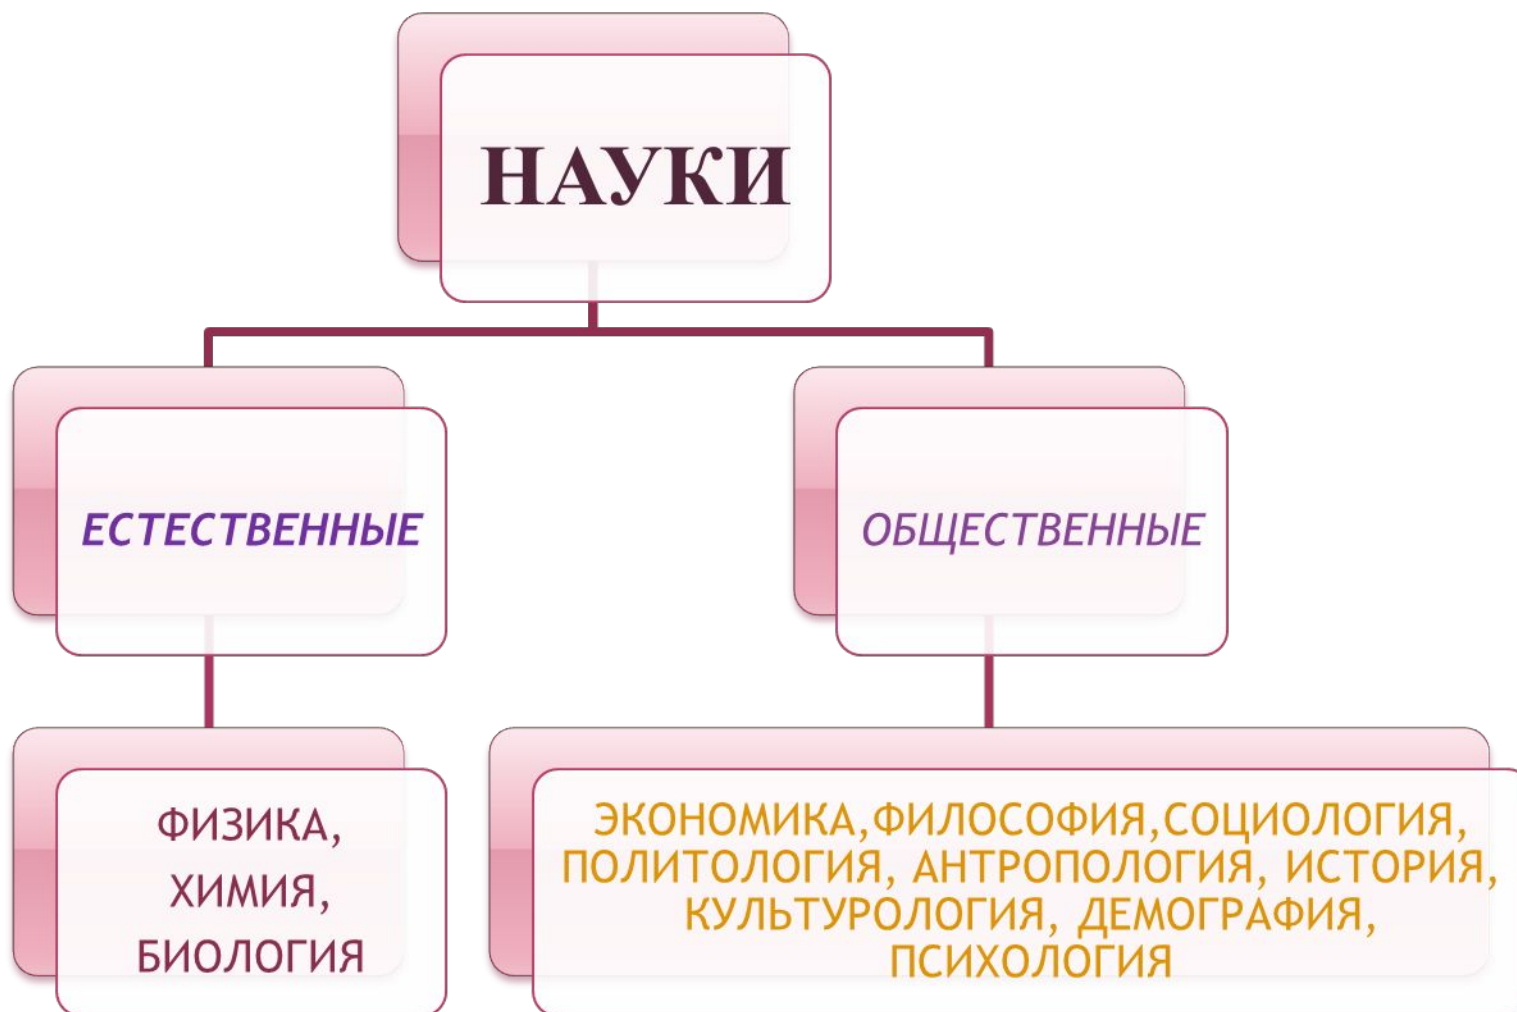 НАУКИ
ЕСТЕСТВЕННЫЕ
ОБЩЕСТВЕННЫЕ
ФИЗИКА,
ХИМИЯ,
БИОЛОГИЯ
ЭКОНОМИКА,ФИЛОСОФИЯ,СОЦИОЛОГИЯ,
ПОЛИТОЛОГИЯ, АНТРОПОЛОГИЯ, ИСТОРИЯ,
КУЛЬТУРОЛОГИЯ, ДЕМОГРАФИЯ,
ПСИХОЛОГИЯ